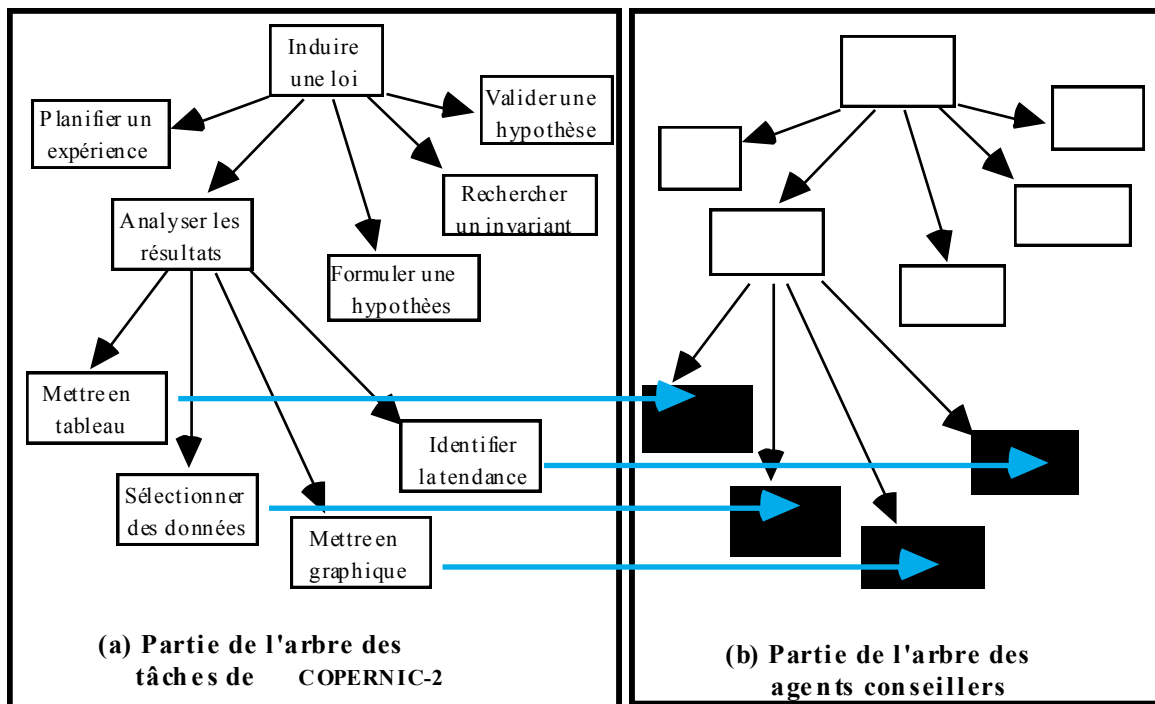 Induire
une loi
Planifier un
expérience
Valider une
hypothèse
Analyser les
résultats
Rechercher
un invariant
Formuler une
hypothèes
Mettre en
tableau
Identifier
la tendance
Sélectionner
des données
Mettre en
graphique
(a) Partie de l'arbre des
tâches de COPERNIC-2
(b) Partie de l'arbre des
agents conseillers